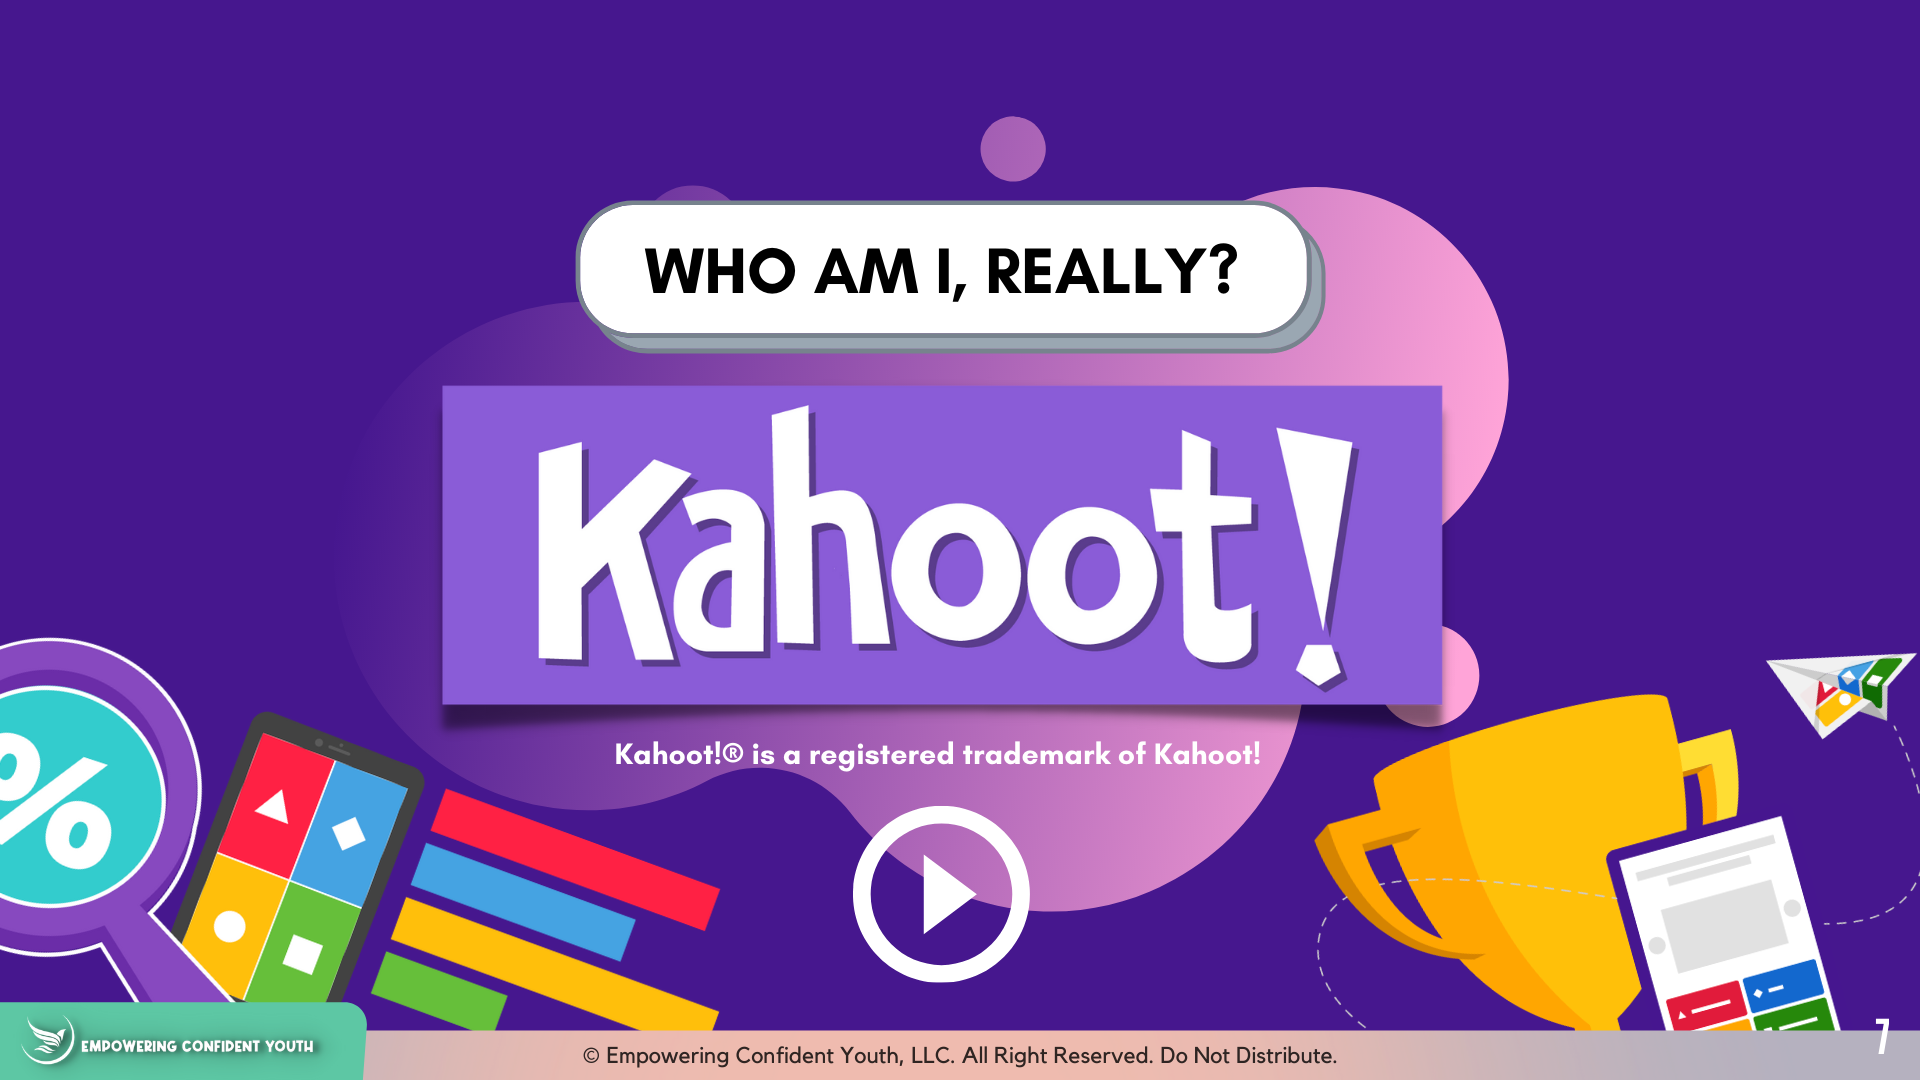 WHO AM I, REALLY?
Kahoot!
Kahoot!® is a registered trademark of Kahoot!
%
EMPOWERING CONFIDENT YOUTH
© Empowering Confident Youth, LLC. All Right Reserved. Do Not Distribute.
7